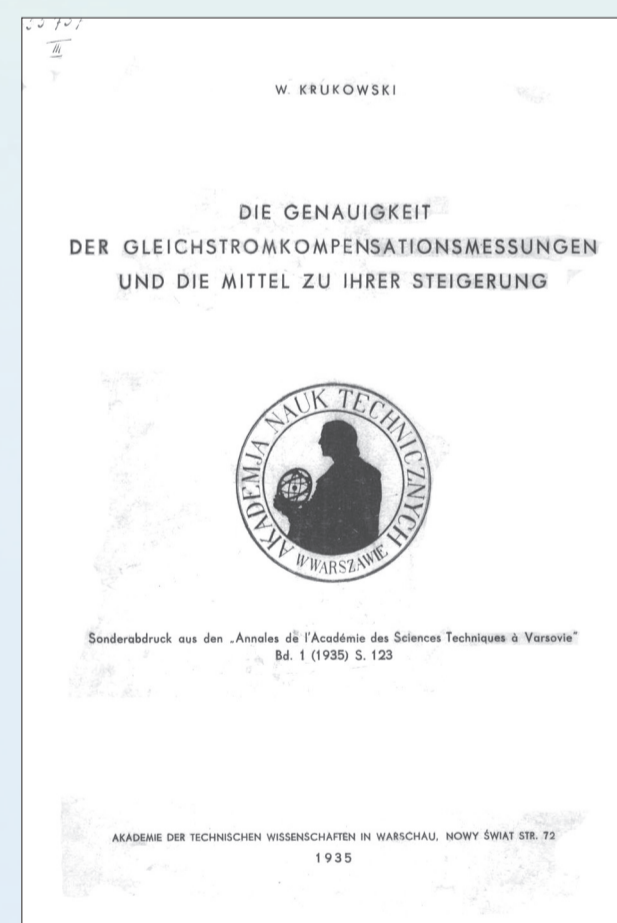 III
W. KRUKOWSKI
DIE GENAUIGKEIT
DER GLEICHSTROMKOMPENSATIONSMESSUNGEN
UND DIE MITTEL ZU IHRER STEIGERUNG
AKADEMJA NAUK TECHNICZNYCH
W WARSZAWIE
Sonderabdruck aus den „Annales de l'Académie des Sciences Techniques à Varsovie"
Bd. 1 (1935) S. 123
AKADEMIE DER TECHNISCHEN WISSENSCHAFTEN IN WARSCHAU, NOWY ŚWIAT STR. 72
1935